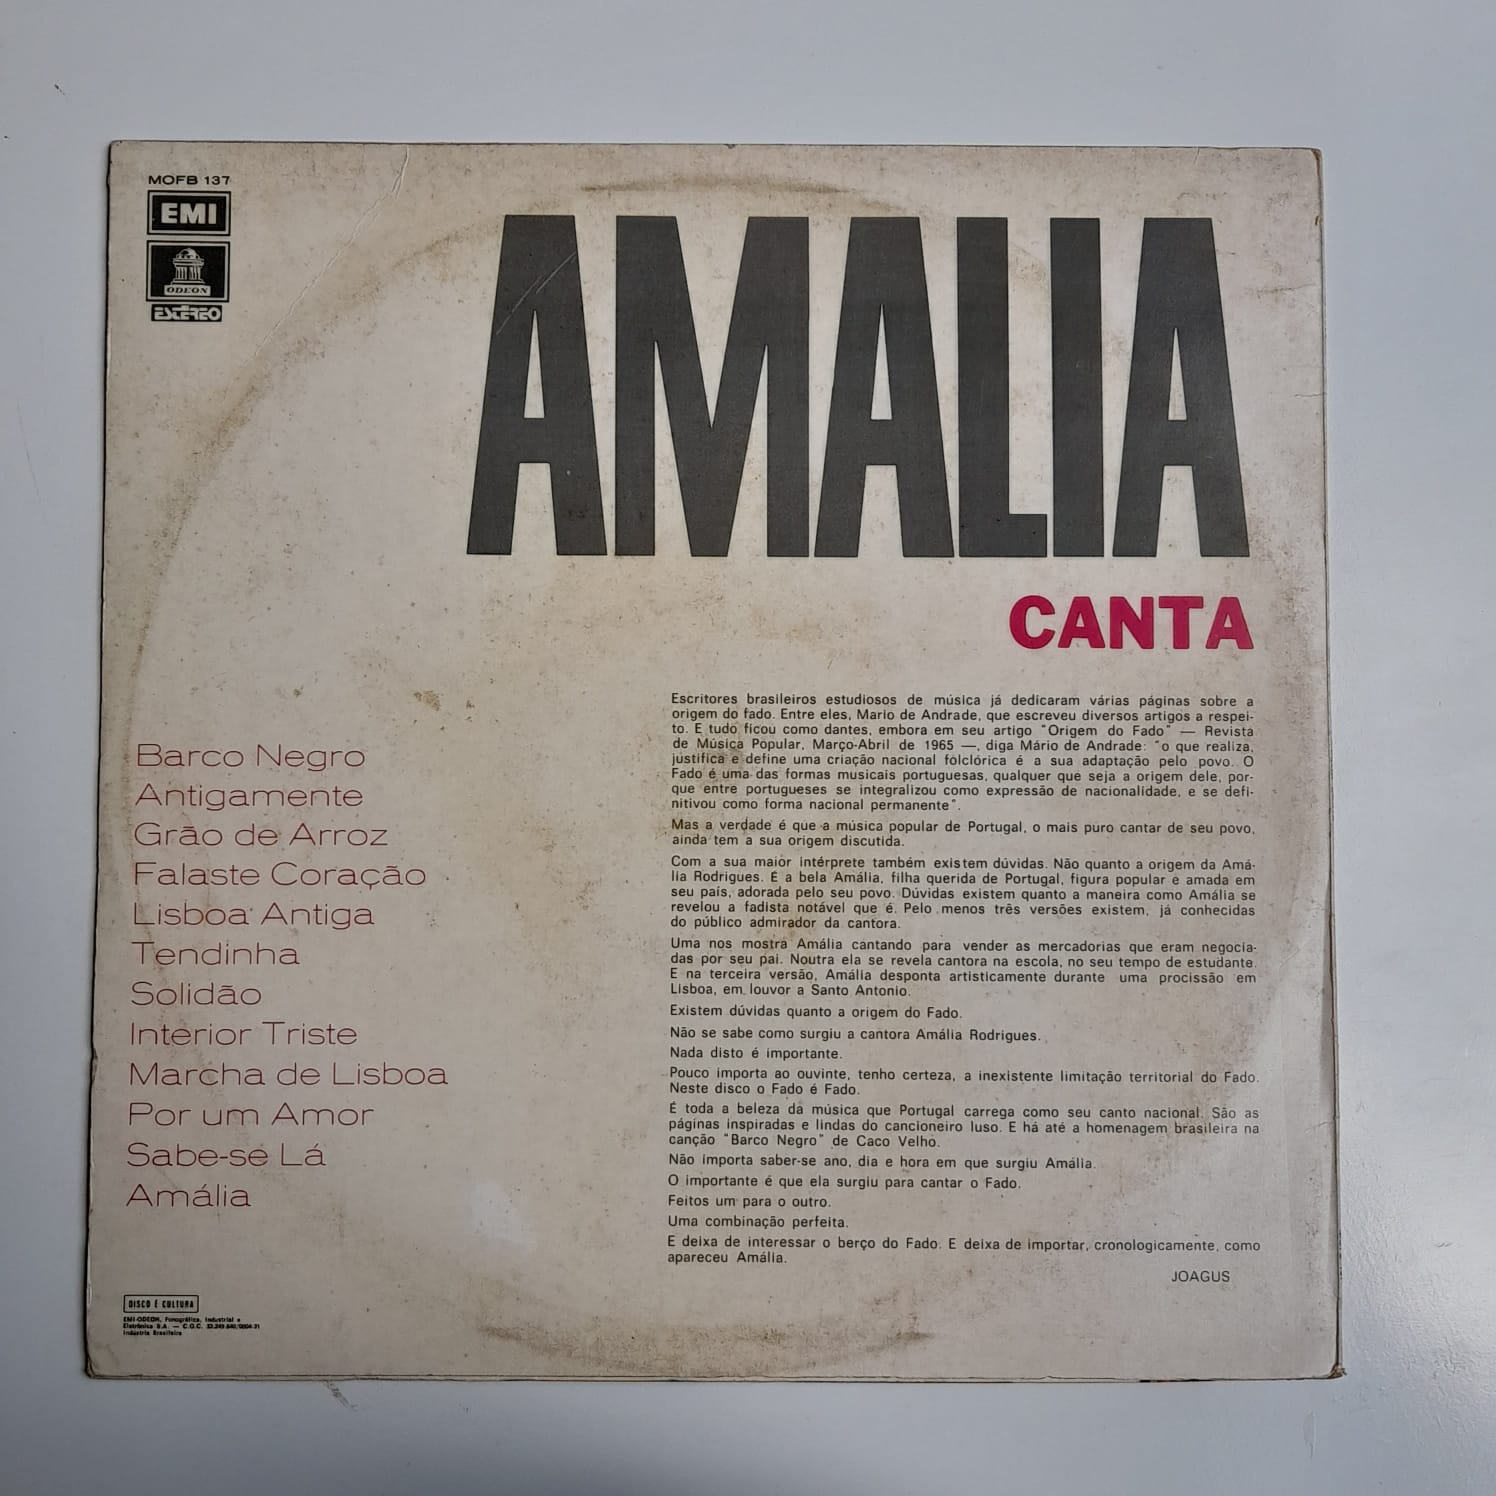 MOFB 137
EMI
ODEON
ESTÉREO
AMALIA
CANTA
Barco Negro
Antigamente
Grão de Arroz
Falaste Coração
Lisboa Antiga
Tendinha
Solidão
Interior Triste
Marcha de Lisboa
Por um Amor
Sabe-se Lá
Amália
Escritores brasileiros estudiosos de música já dedicaram várias páginas sobre a
origem do fado. Entre eles, Mario de Andrade, que escreveu diversos artigos a respei-
to. E tudo ficou como dantes, embora em seu artigo "Origem do Fado" — Revista
de Música Popular, Março-Abril de 1965 —, diga Mário de Andrade: "o que realiza,
justifica e define uma criação nacional folclórica é a sua adaptação pelo povo. O
Fado é uma das formas musicais portuguesas, qualquer que seja a origem dele, por-
que entre portugueses se integralizou como expressão de nacionalidade, e se defi-
nitivou como forma nacional permanente".
Mas a verdade é que a música popular de Portugal, o mais puro cantar de seu povo,
ainda tem a sua origem discutida.
Com a sua maior intérprete também existem dúvidas. Não quanto a origem da Amá-
lia Rodrigues. É a bela Amália, filha querida de Portugal, figura popular e amada em
seu país, adorada pelo seu povo. Dúvidas existem quanto a maneira como Amália se
revelou a fadista notável que é. Pelo menos três versões existem, já conhecidas
do público admirador da cantora.
Uma nos mostra Amália cantando para vender as mercadorias que eram negocia-
das por seu pai. Noutra ela se revela cantora na escola, no seu tempo de estudante.
E na terceira versão, Amália desponta artisticamente durante uma procissão em
Lisboa, em louvor a Santo Antonio.
Existem dúvidas quanto a origem do Fado.
Não se sabe como surgiu a cantora Amália Rodrigues.
Nada disto é importante.
Pouco importa ao ouvinte, tenho certeza, a inexistente limitação territorial do Fado.
Neste disco o Fado é Fado.
É toda a beleza da música que Portugal carrega como seu canto nacional. São as
páginas inspiradas e lindas do cancioneiro luso. E há até a homenagem brasileira na
canção "Barco Negro" de Caco Velho.
Não importa saber-se ano, dia e hora em que surgiu Amália.
O importante é que ela surgiu para cantar o Fado.
Feitos um para o outro.
Uma combinação perfeita.
E deixa de interessar o berço do Fado. E deixa de importar, cronologicamente, como
apareceu Amália.
JOAGUS
DISCO É CULTURA
EMI-ODEON, Fonográfica, Industrial e
Eletrônica S.A. — C.G.C.
Indústria Brasileira